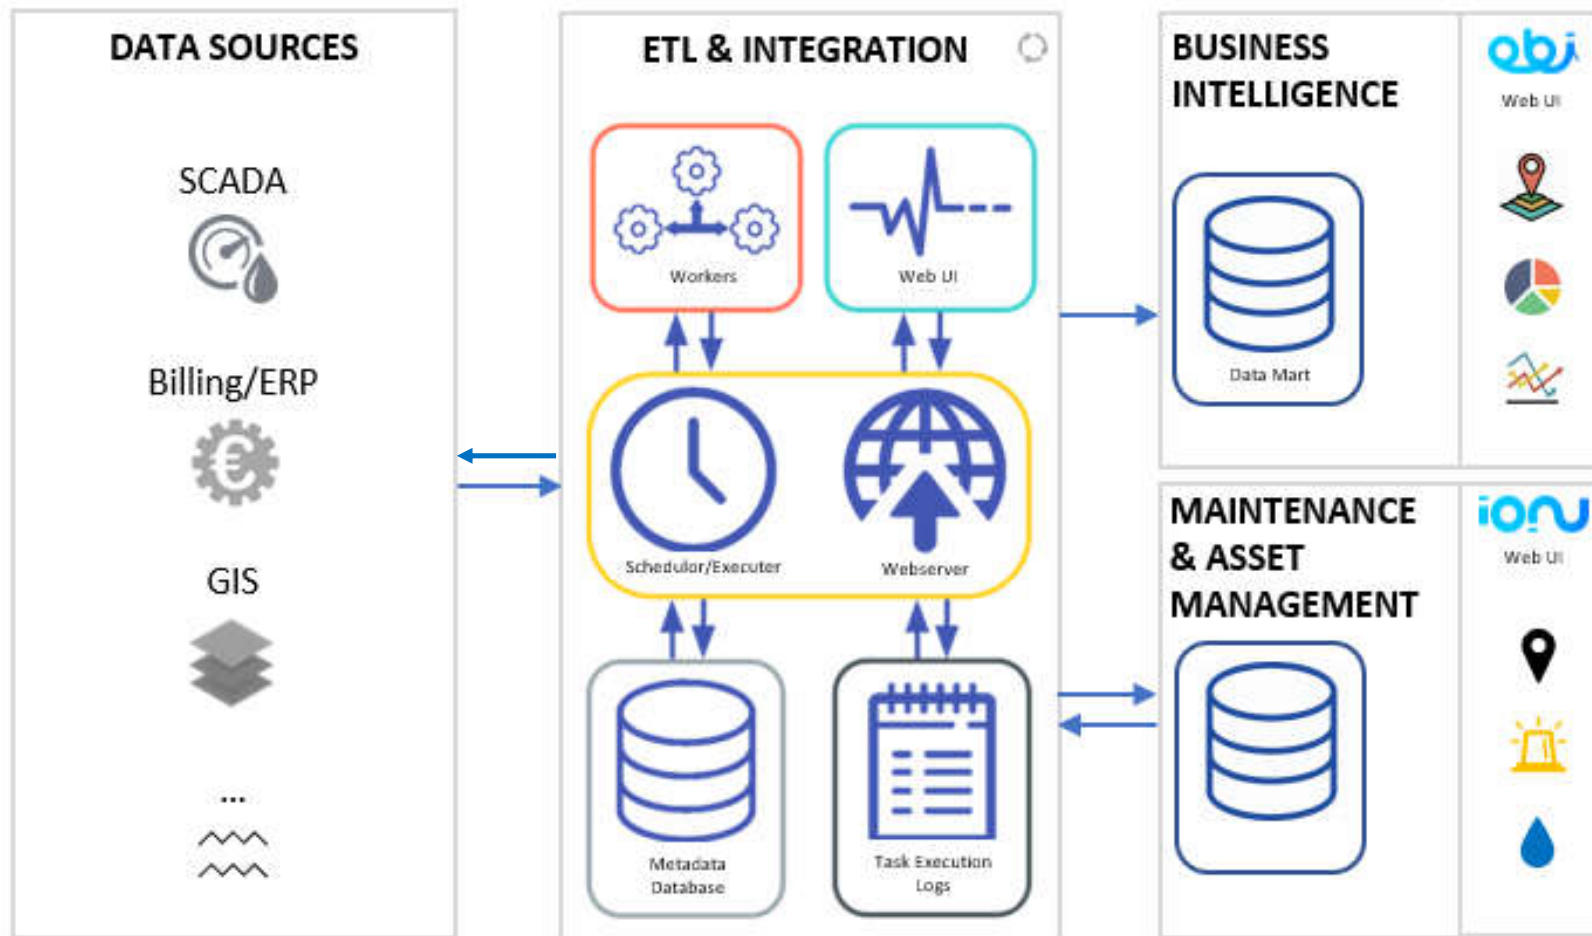 DATA SOURCES
SCADA
Billing/ERP
GIS
...
ETL & INTEGRATION
Workers
Web UI
Schedulor/Executer
Webserver
Metadata
Database
Task Execution
Logs
BUSINESS
INTELLIGENCE
Data Mart
obi
Web UI
MAINTENANCE
& ASSET
MANAGEMENT
Web UI